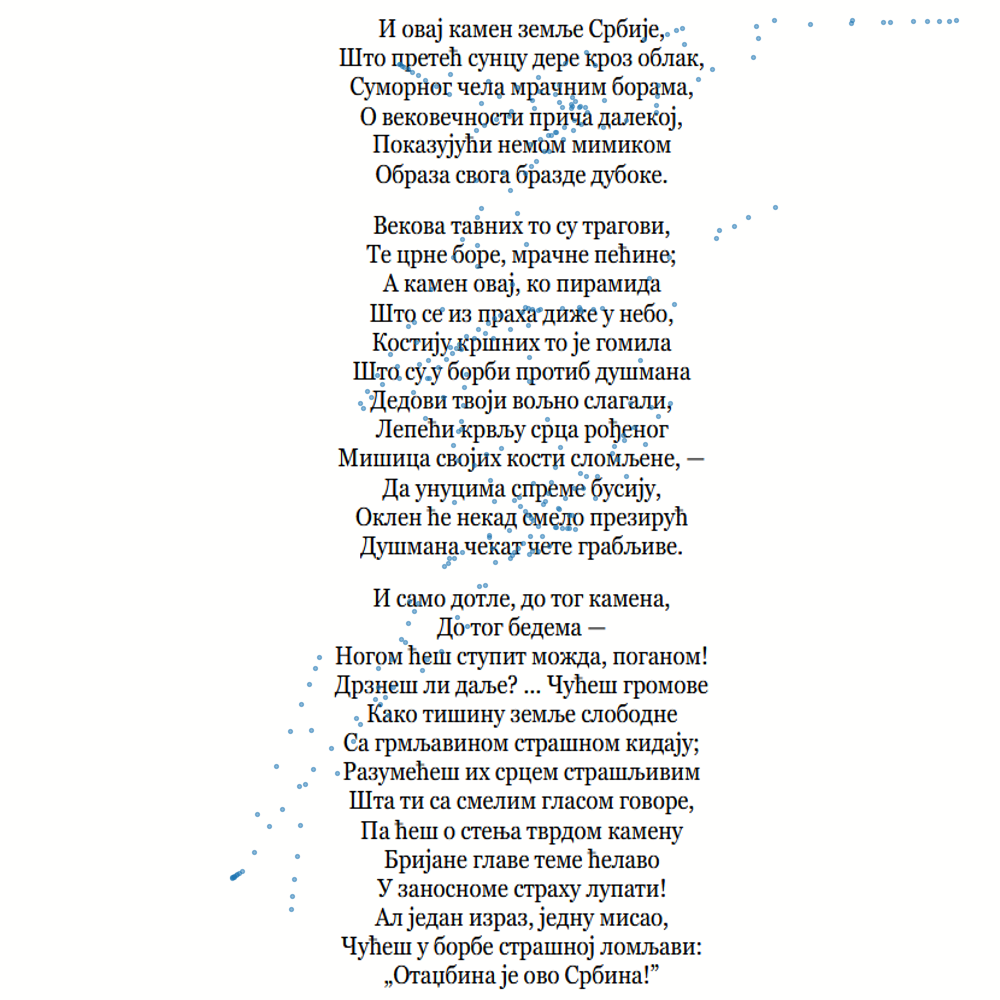 И овај камен земље Србије,
Што претећ сунцу дере кроз облак,
Суморног чела мрачним борама,
О вековечности прича далекој,
Показујући немом мимиком
Образа свога бразде дубоке.
Векова тавних то су трагови,
Те црне боре, мрачне пећине;
А камен овај, ко пирамида
Што се из праха диже у небо,
Костију кршних то је гомила
Што су у борби протиб душмана
Дедови твоји вољно слагали,
Лепећи крвљу срца рођеног
Мишица својих кости сломљене, —
Да унуцима спреме бусију,
Оклен ће некад смело презирућ
Душмана чекат чете грабљиве.
И само дотле, до тог камена,
До тог бедема —
Ногом ћеш ступит можда, поганом!
Дрзнеш ли даље? ... Чућеш громове
Како тишину земље слободне
Са грмљавином страшном кидају;
Разумећеш их срцем страшљивим
Шта ти са смелим гласом говоре,
Па ћеш о стења тврдом камену
Бријане главе теме ћелаво
У заносноме страху лупати!
Ал један израз, једну мисао,
Чућеш у борбе страшној ломљави:
„Отаџбина је ово Србина!”